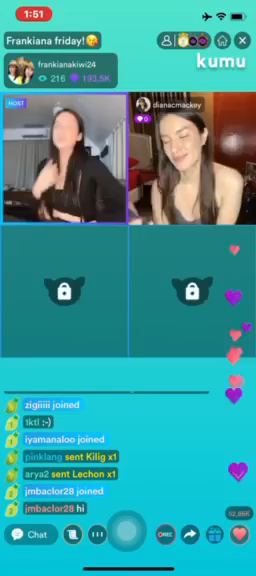 1:51
Frankiana friday!😘
frankianakiwi24
216 193.5K
kumu
HOST
dianacmackey
0
zigiiiii joined
1ktl ;-)
iyamanaloo joined
pinklang sent Kilig x1
arya2 sent Lechon x1
jmbaclor28 joined
jmbaclor28 hi
52.86K
Chat
REC